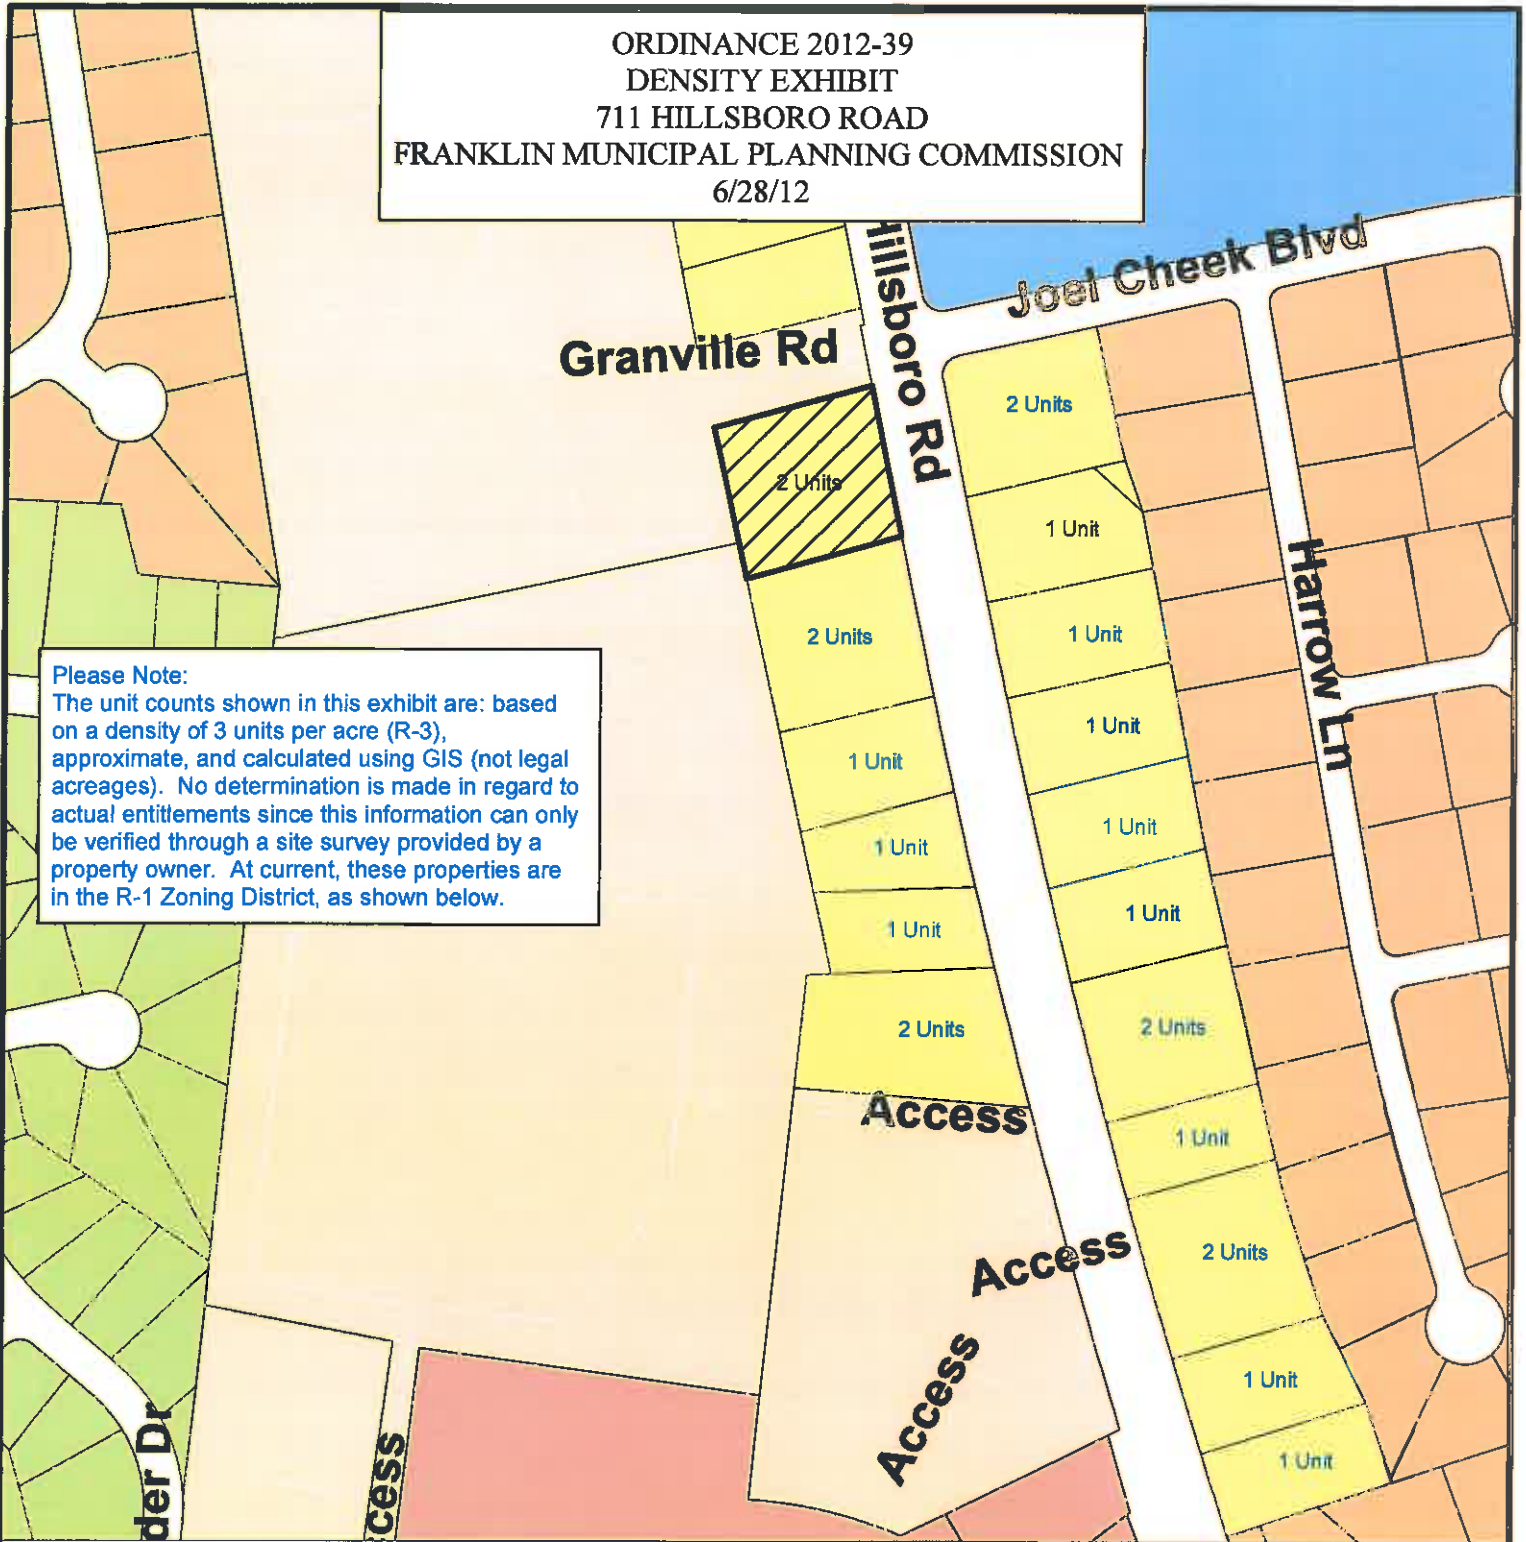 ORDINANCE 2012-39
DENSITY EXHIBIT
711 HILLSBORO ROAD
FRANKLIN MUNICIPAL PLANNING COMMISSION
6/28/12
Hillsboro Rd
Joel Cheek Blvd
Granville Rd
2 Units
2 Units
1 Unit
Harrow Ln
2 Units
1 Unit
Please Note:
The unit counts shown in this exhibit are: based
on a density of 3 units per acre (R-3),
approximate, and calculated using GIS (not legal
acreages). No determination is made in regard to
actual entitlements since this information can only
be verified through a site survey provided by a
property owner. At current, these properties are
in the R-1 Zoning District, as shown below.
1 Unit
1 Unit
1 Unit
1 Unit
1 Unit
1 Unit
1 Unit
2 Units
2 Units
Access
1 Unit
Access
2 Units
Access
1 Unit
der Dr
ccess
1 Unit